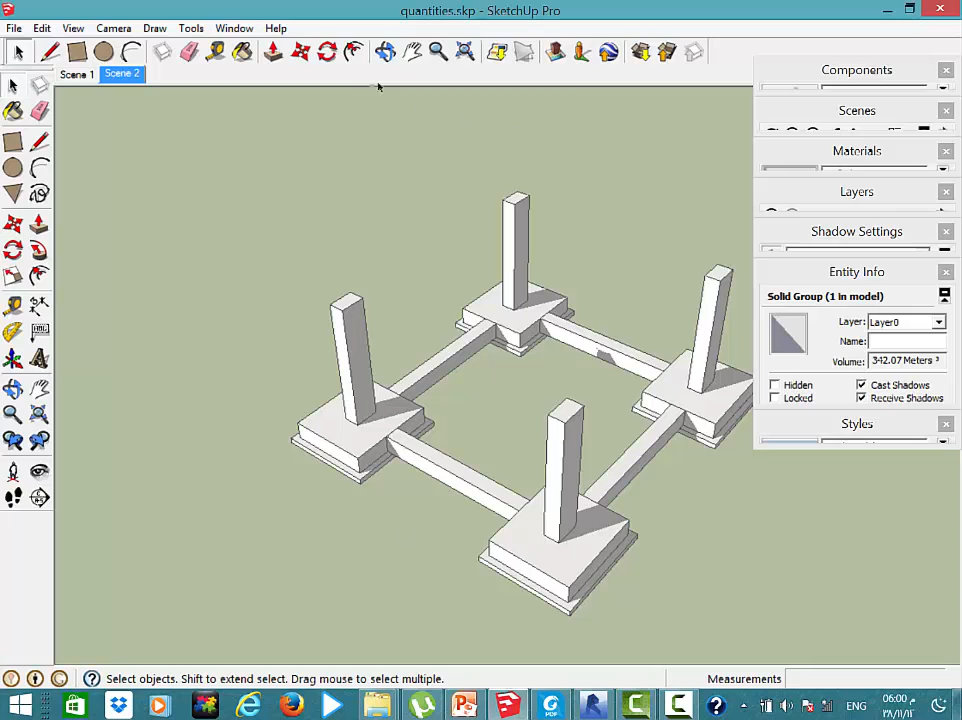 quantities.skp - SketchUp Pro
File Edit View Camera Draw Tools Window Help
Scene 1 Scene 2
Components
Scenes
Materials
Layers
Shadow Settings
Entity Info
Solid Group (1 in model)
Layer: Layer0
Name:
Volume: 342.07 Meters ³
Hidden Cast Shadows
Locked Receive Shadows
Styles
Select objects. Shift to extend select. Drag mouse to select multiple. Measurements
ENG
م 06:00